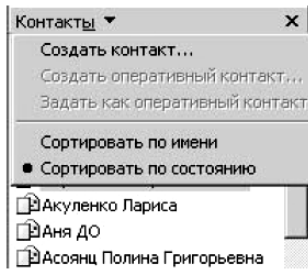 Контакты
Создать контакт...
Создать оперативный контакт...
Задать как оперативный контакт
Сортировать по имени
Сортировать по состоянию
Акуленко Лариса
Аня ДО
Асоянц Полина Григорьевна